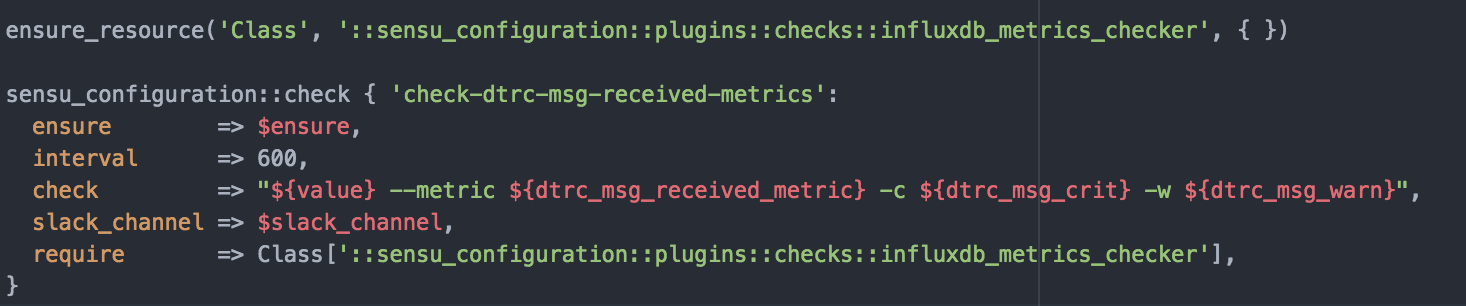 ensure_resource('Class', '::sensu_configuration::plugins::checks::influxdb_metrics_checker', { })

sensu_configuration::check { 'check-dtrc-msg-received-metrics':
  ensure        => $ensure,
  interval      => 600,
  check         => "${value} --metric ${dtrc_msg_received_metric} -c ${dtrc_msg_crit} -w ${dtrc_msg_warn}",
  slack_channel => $slack_channel,
  require       => Class['::sensu_configuration::plugins::checks::influxdb_metrics_checker'],
}